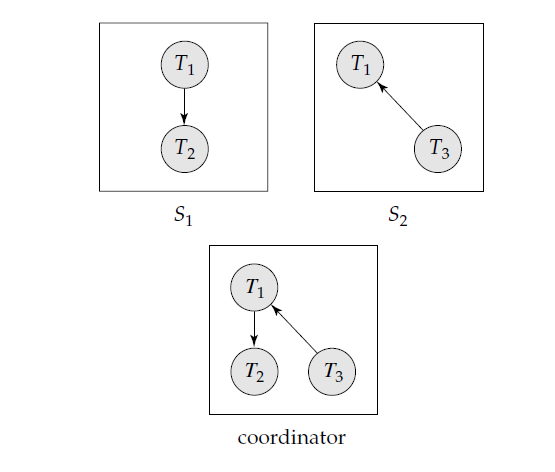 T1 T1
T2 T3
S1 S2
T1
T2 T3
coordinator